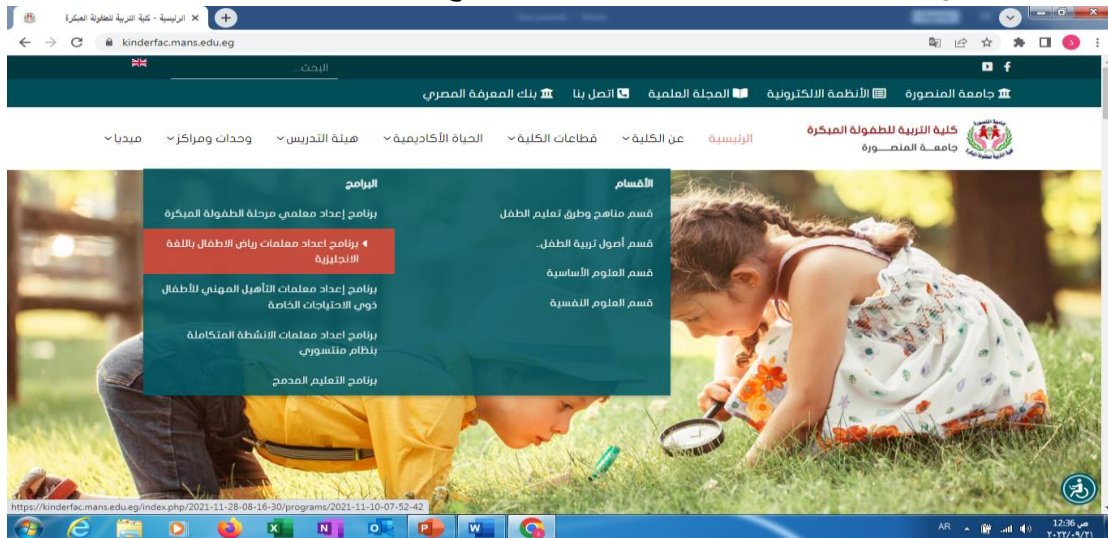 الرئيسية - كلية التربية للطفولة المبكرة
kinderfac.mans.edu.eg
البحث...
جامعة المنصورة الأنظمة الالكترونية المجلة العلمية اتصل بنا بنك المعرفة المصري
كلية التربية للطفولة المبكرة
جامعــة المنصــــورة
الرئيسية عن الكلية قطاعات الكلية الحياة الأكاديمية هيئة التدريس وحدات ومراكز ميديا
الأقسام
قسم مناهج وطرق تعليم الطفل
قسم أصول تربية الطفل..
قسم العلوم الأساسية
قسم العلوم النفسية
البرامج
برنامج إعداد معلمي مرحلة الطفولة المبكرة
برنامج اعداد معلمات رياض الاطفال باللغة
الانجليزية
برنامج إعداد معلمات التأهيل المهني للأطفال
ذوي الاحتياجات الخاصة
برنامج اعداد معلمات الانشطة المتكاملة
بنظام منتسوري
برنامج التعليم المدمج
https://kinderfac.mans.edu.eg/index.php/2021-11-28-08-16-30/programs/2021-11-10-07-52-42
AR
12:36 ص
٢٠٢٢/٠٩/٢١